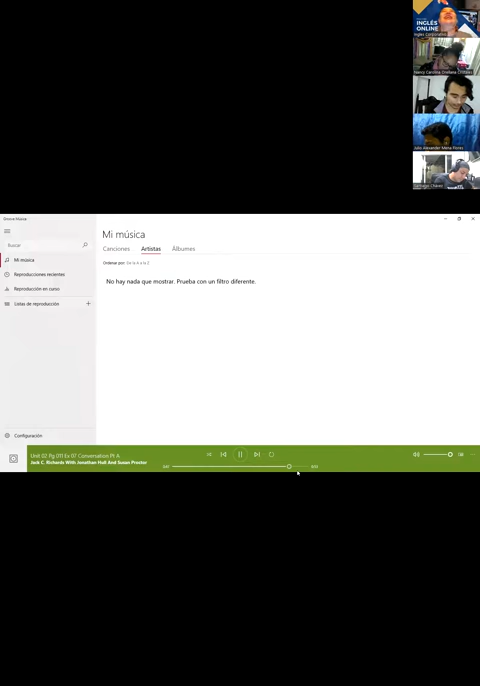 INGLÉS
ONLINE
Nancy Carolina Orellana
Julio Alexander Mena Flores
Santiago Chávez
Groove Música
Mi música
Canciones Artistas Álbumes
Buscar
Ordenar por: De la A a la Z
Mi música
No hay nada que mostrar. Prueba con un filtro diferente.
Reproducciones recientes
Reproducción en curso
Listas de reproducción +
Configuración
Unit 02 Pg
Ex 07 Conversation Pt A
Jack C. Richards With Jonathan Hull And Susan Proctor